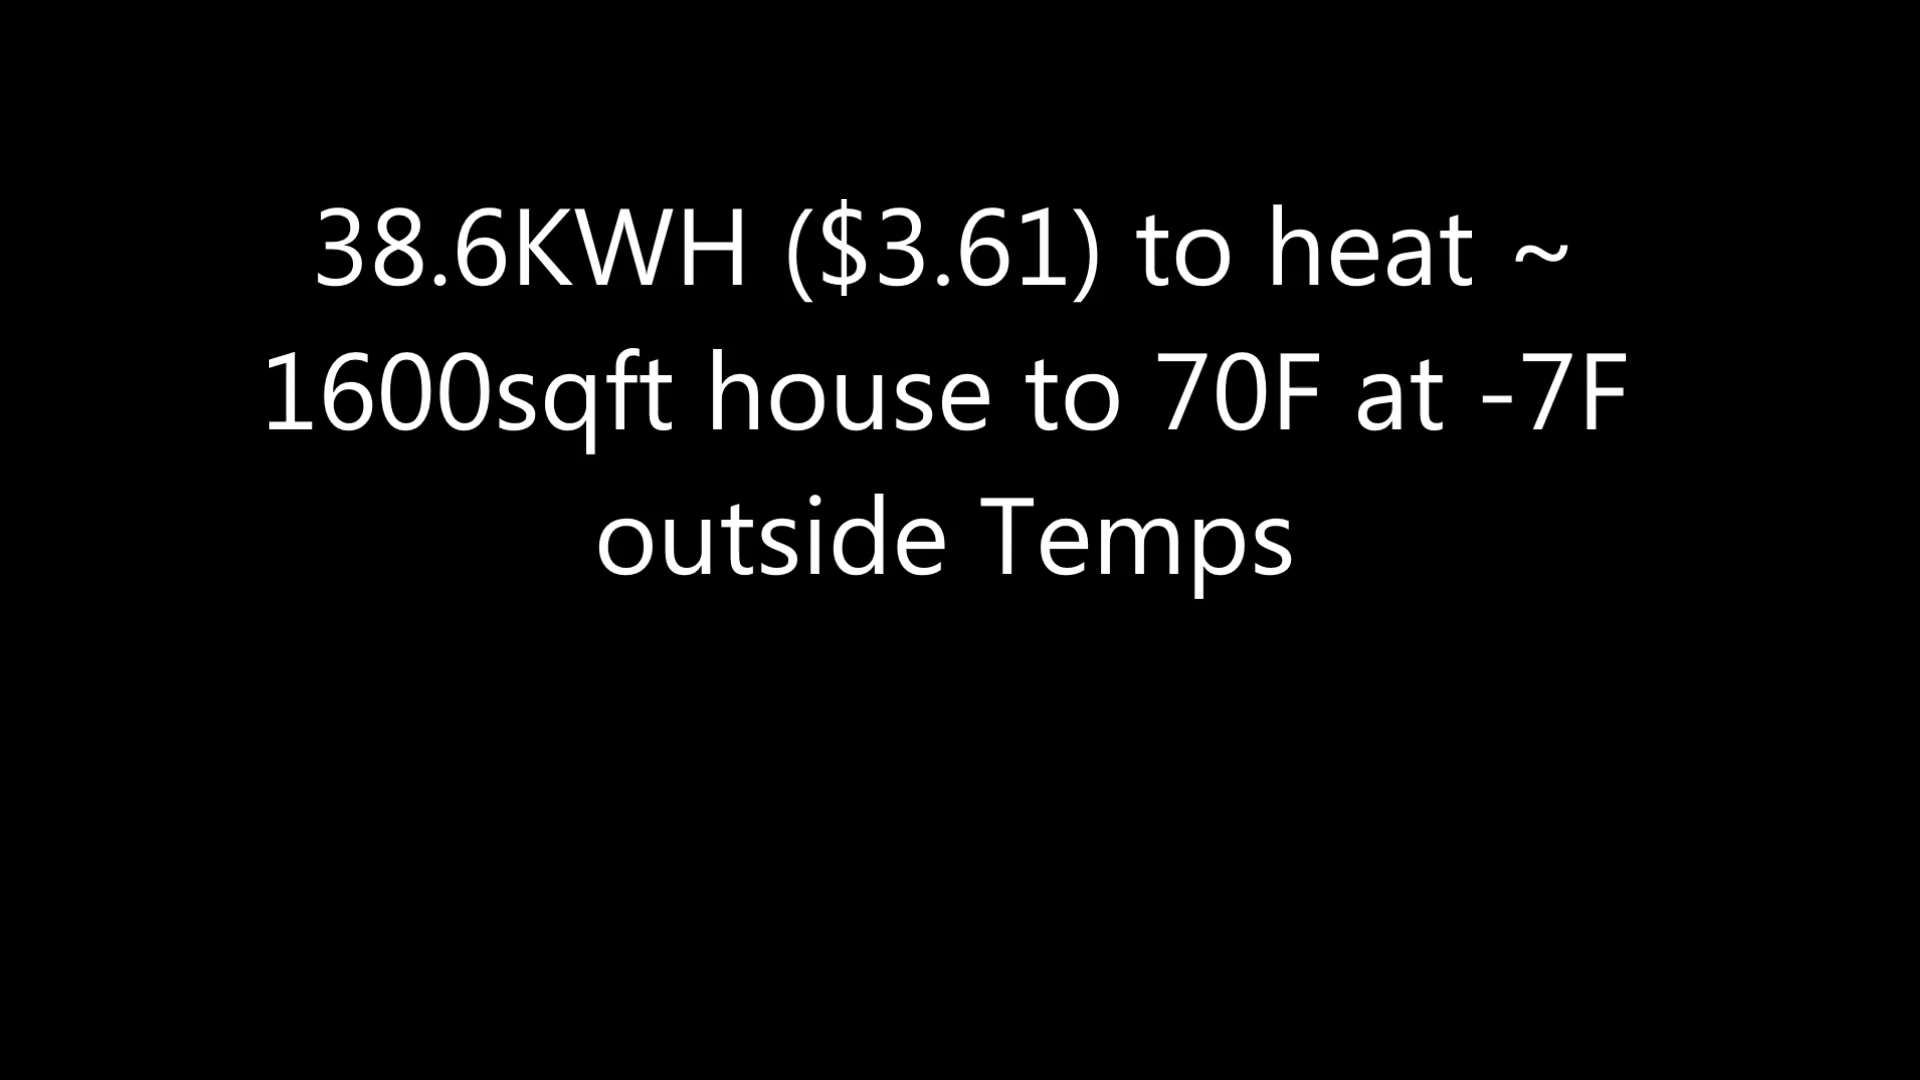 38.6KWH ($3.61) to heat ~
1600sqft house to 70F at -7F
outside Temps